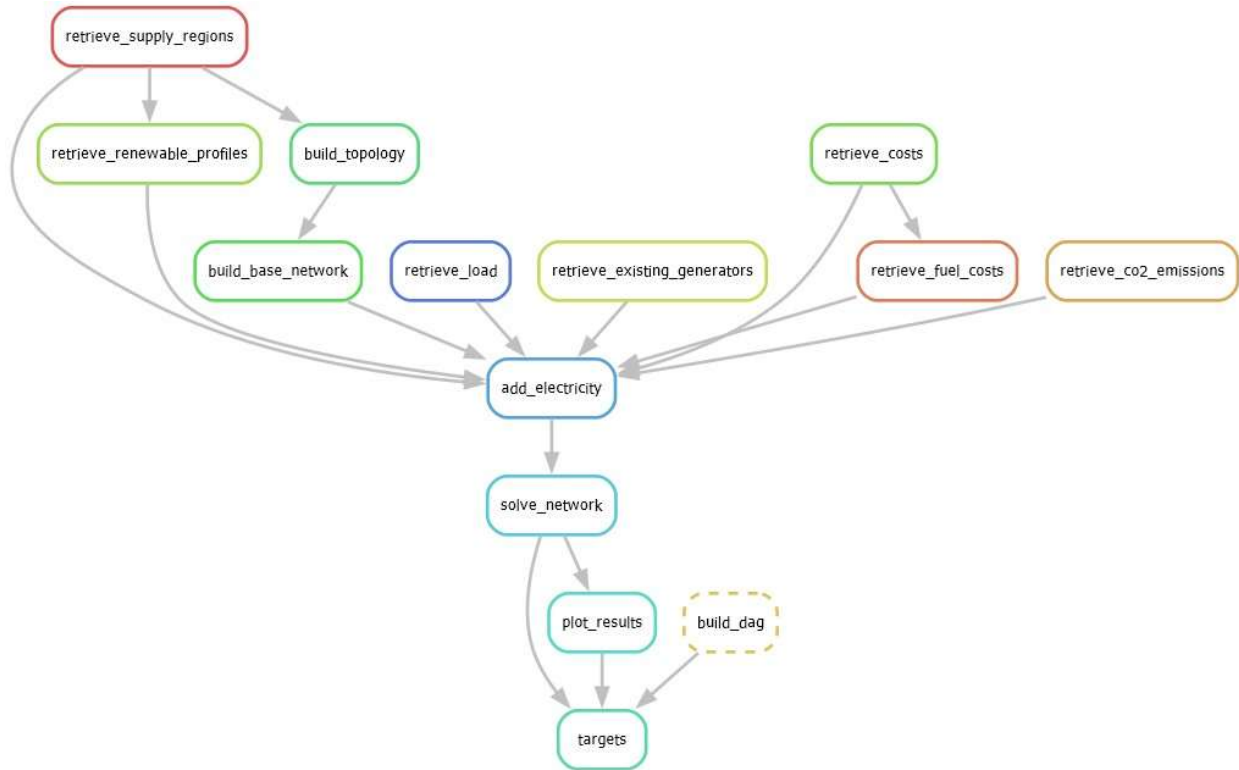 retrieve_supply_regions
retrieve_renewable_profiles
build_topology
retrieve_costs
build_base_network
retrieve_load
retrieve_existing_generators
retrieve_fuel_costs
retrieve_co2_emissions
add_electricity
solve_network
plot_results
build_dag
targets